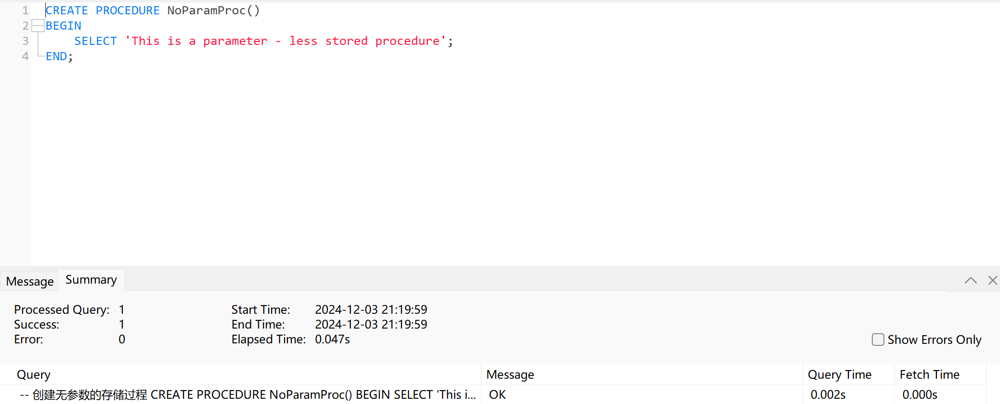 1 CREATE PROCEDURE NoParamProc()
2 BEGIN
3 SELECT 'This is a parameter - less stored procedure';
4 END;
Message Summary
Processed Query: 1 Start Time: 2024-12-03 21:19:59
Success: 1 End Time: 2024-12-03 21:19:59
Error: 0 Elapsed Time: 0.047s Show Errors Only
Query Message Query Time Fetch Time
-- 创建无参数的存储过程 CREATE PROCEDURE NoParamProc() BEGIN SELECT 'This i... OK 0.002s 0.000s